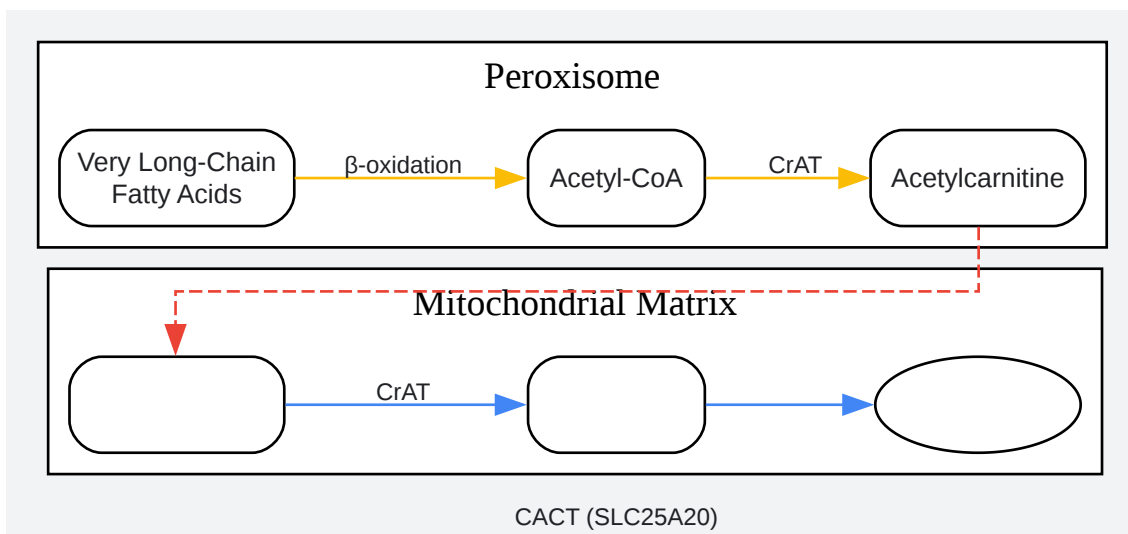 Peroxisome
Very Long-Chain
Fatty Acids
β-oxidation
Acetyl-CoA
CrAT
Acetylcarnitine
Mitochondrial Matrix
CrAT
CACT (SLC25A20)